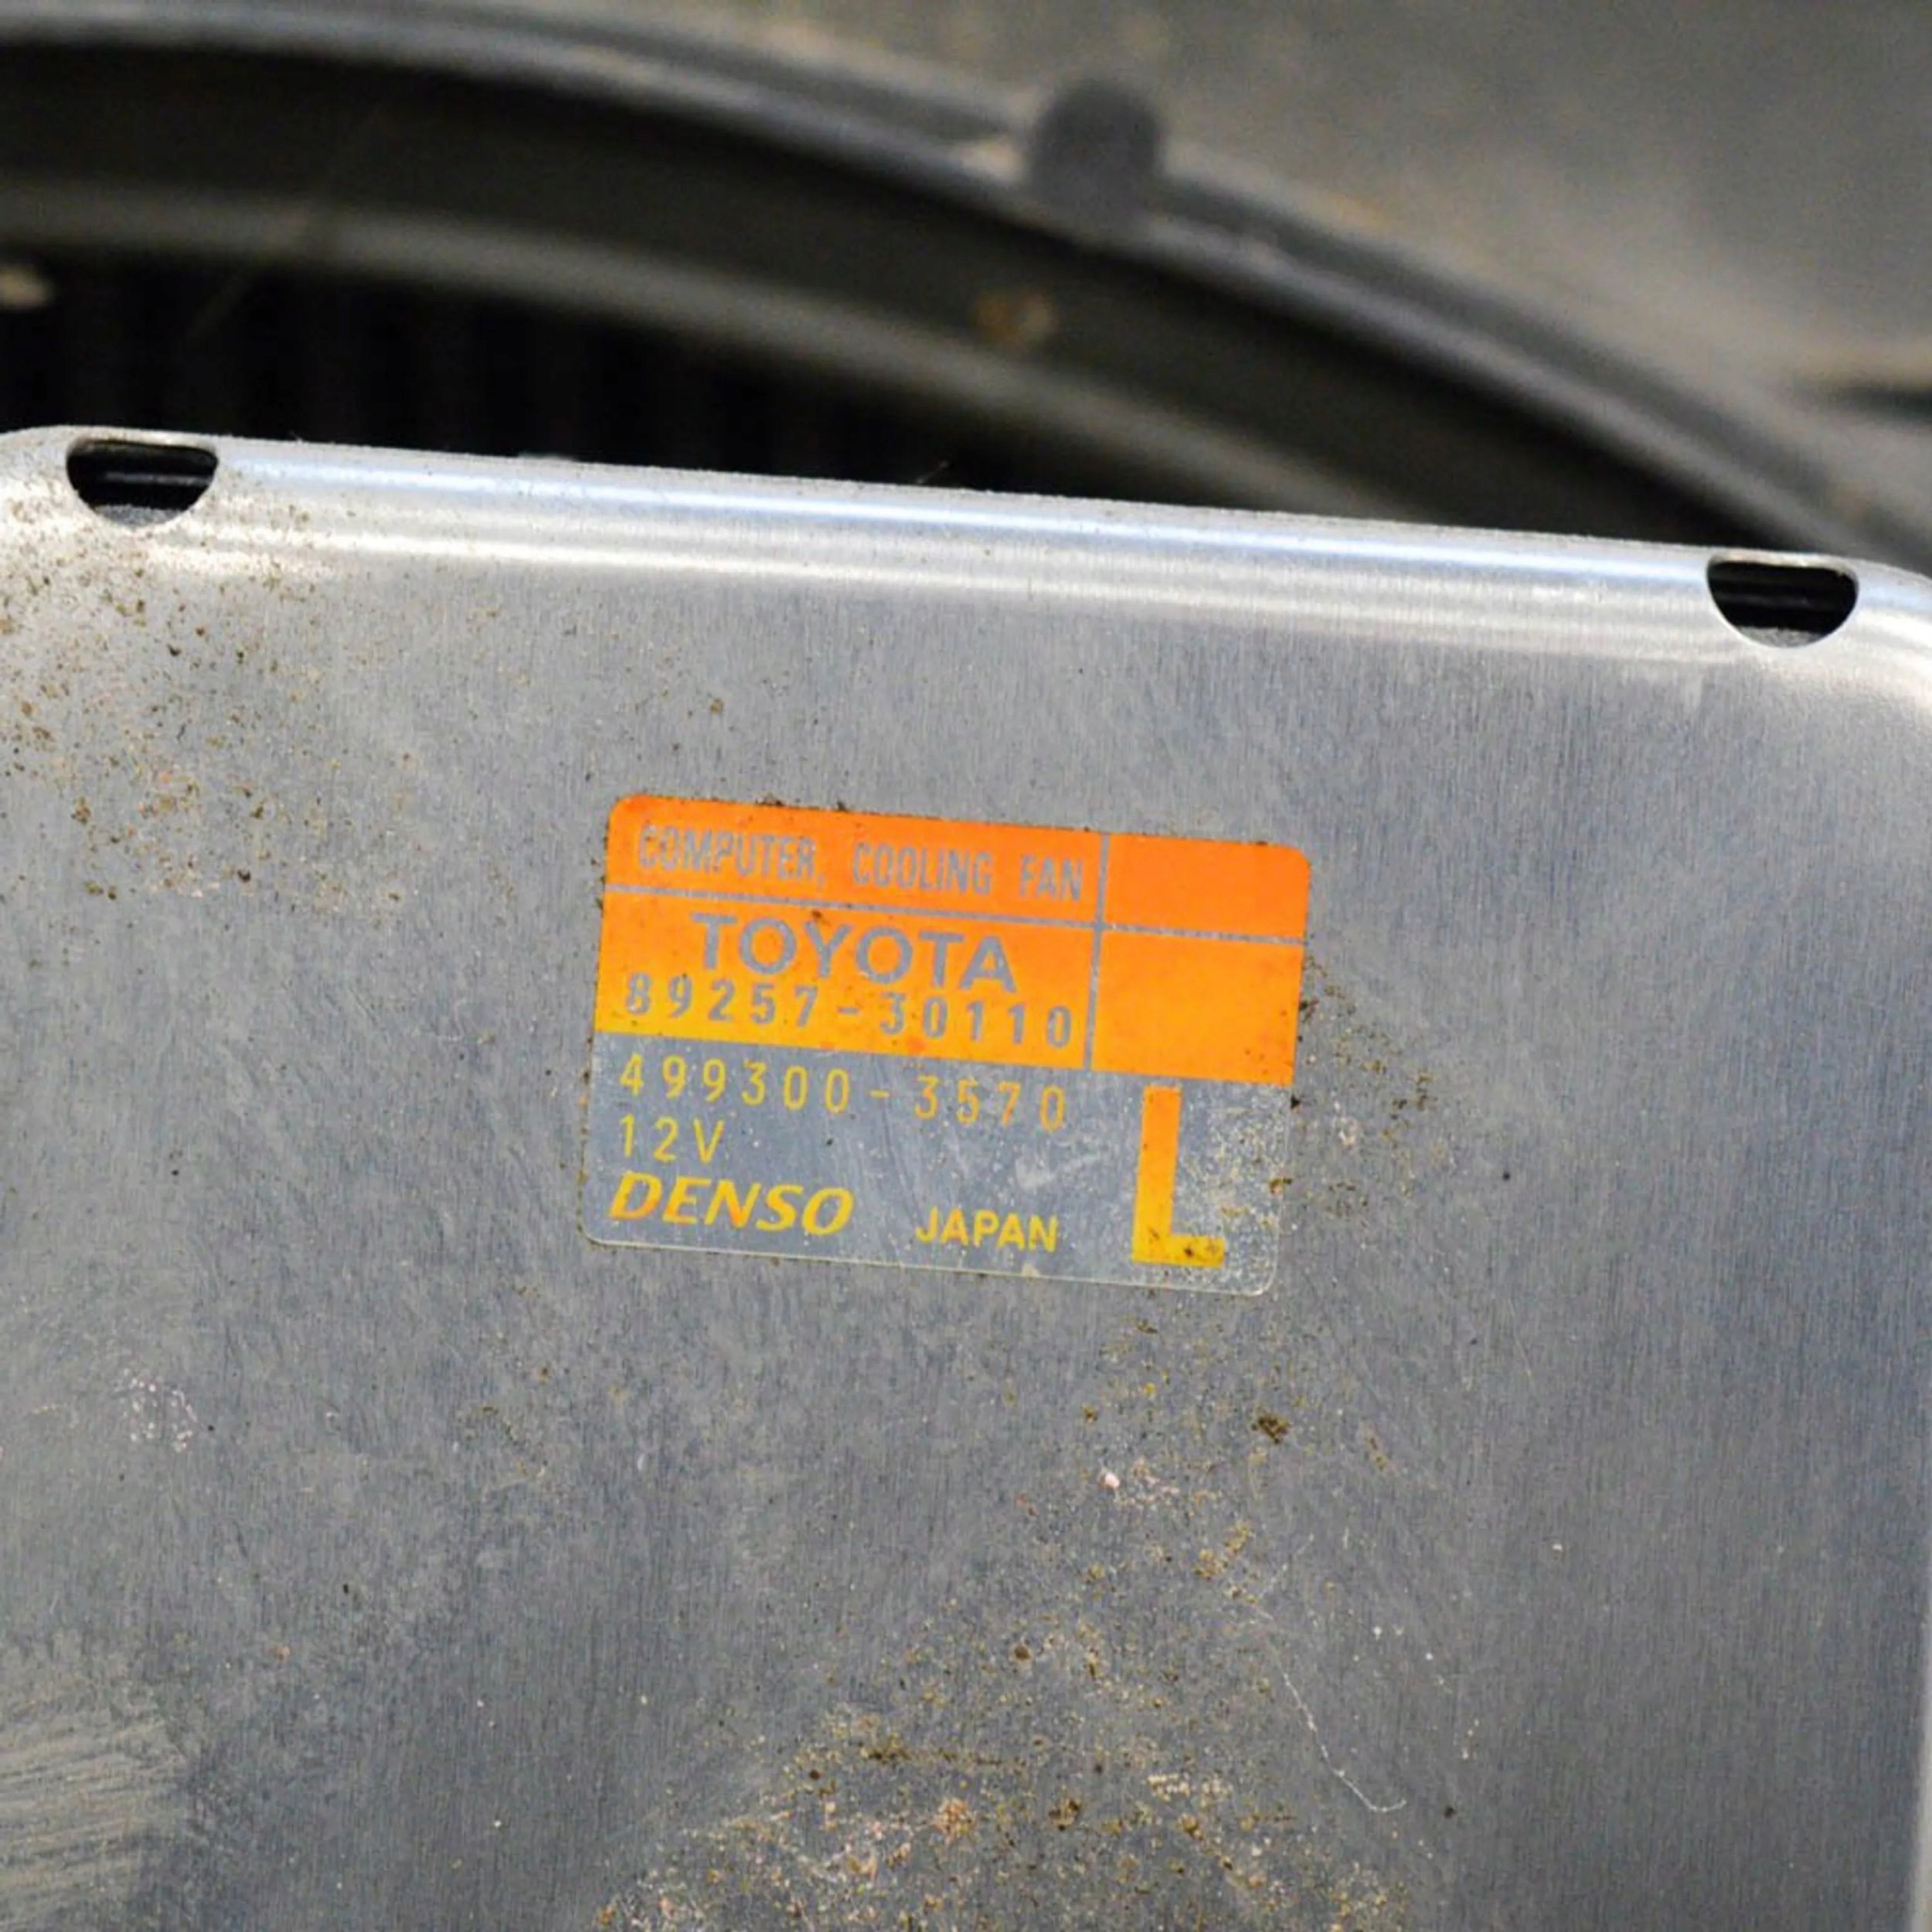 COMPUTER, COOLING FAN
TOYOTA
89257-30110
499300-3570
12V
DENSO JAPAN
L